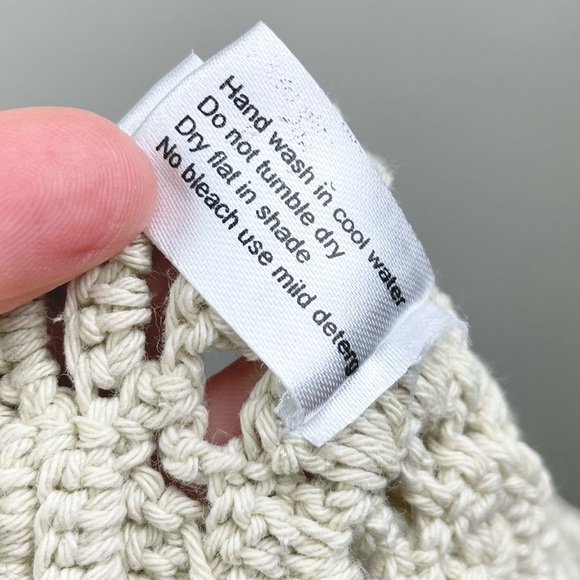 Hand wash in cool water
Do not tumble dry
Dry flat in shade
No bleach use mild deterg